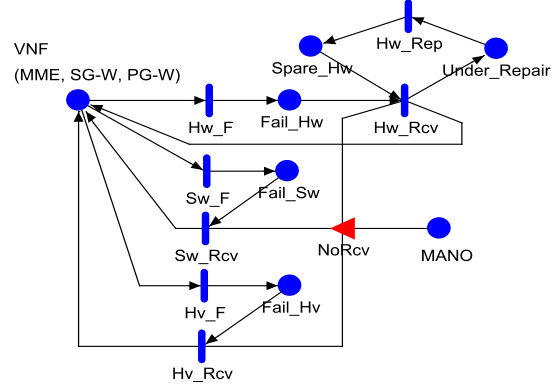 VNF
(MME, SG-W, PG-W)
Hw_Rep
Spare_Hw
Under_Repair
Hw_F
Fail_Hw
Hw_Rcv
Sw_F
Fail_Sw
Sw_Rcv
NoRcv
MANO
Hv_F
Fail_Hv
Hv_Rcv